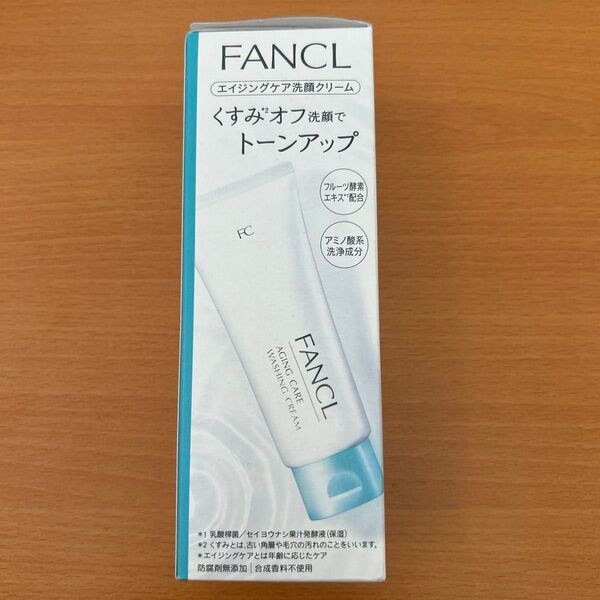 FANCL
エイジングケア洗顔クリーム
くすみ*2オフ洗顔で
トーンアップ
フルーツ酵素
エキス*1配合
アミノ酸系
洗浄成分
FC
FANCL
AGING CARE
WASHING CREAM
*1 乳酸桿菌/セイヨウナシ果汁発酵液(保湿)
*2 くすみとは、古い角層や毛穴の汚れのことをいいます。
*エイジングケアとは年齢に応じたケア
防腐剤無添加|合成香料不使用